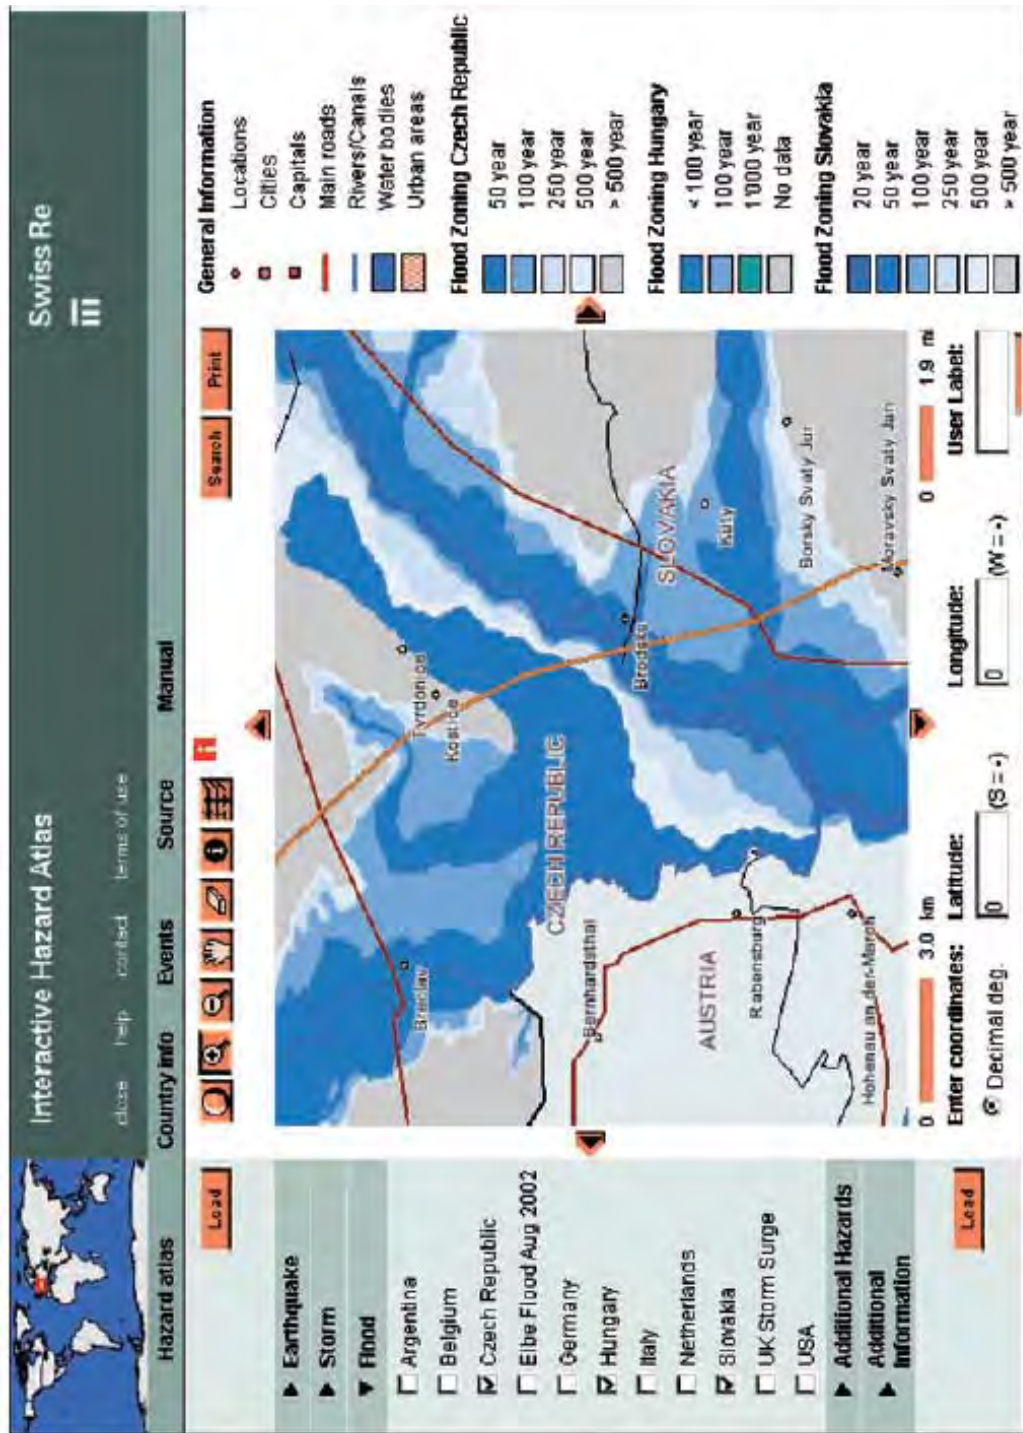 Interactive Hazard Atlas
Swiss Re
close help contact terms of use
Hazard atlas
Country info
Events
Source
Manual
Load
Search
Print
Earthquake
Storm
Flood
Argentina
Belgium
Czech Republic
Elbe Flood Aug 2002
Germany
Hungary
Italy
Netherlands
Slovakia
UK Storm Surge
USA
Additional Hazards
Additional
Information
Load
Tvrdonice
Kostice
Breclav
CZECH REPUBLIC
Bernhardsthal
AUSTRIA
Rabensburg
Hohenau an der March
Brodske
SLOVAKIA
Kuty
Borsky Svaty Jur
Moravsky Svaty Jan
0 3.0 km
0 1.9 mi
Enter coordinates:
Latitude:
Longitude:
User Label:
Decimal deg.
0
(S = -)
0
(W = -)
General Information
Locations
Cities
Capitals
Main roads
Rivers/Canals
Water bodies
Urban areas
Flood Zoning Czech Republic
50 year
100 year
250 year
500 year
> 500 year
Flood Zoning Hungary
< 100 year
100 year
1'000 year
No data
Flood Zoning Slovakia
20 year
50 year
100 year
250 year
500 year
> 500 year